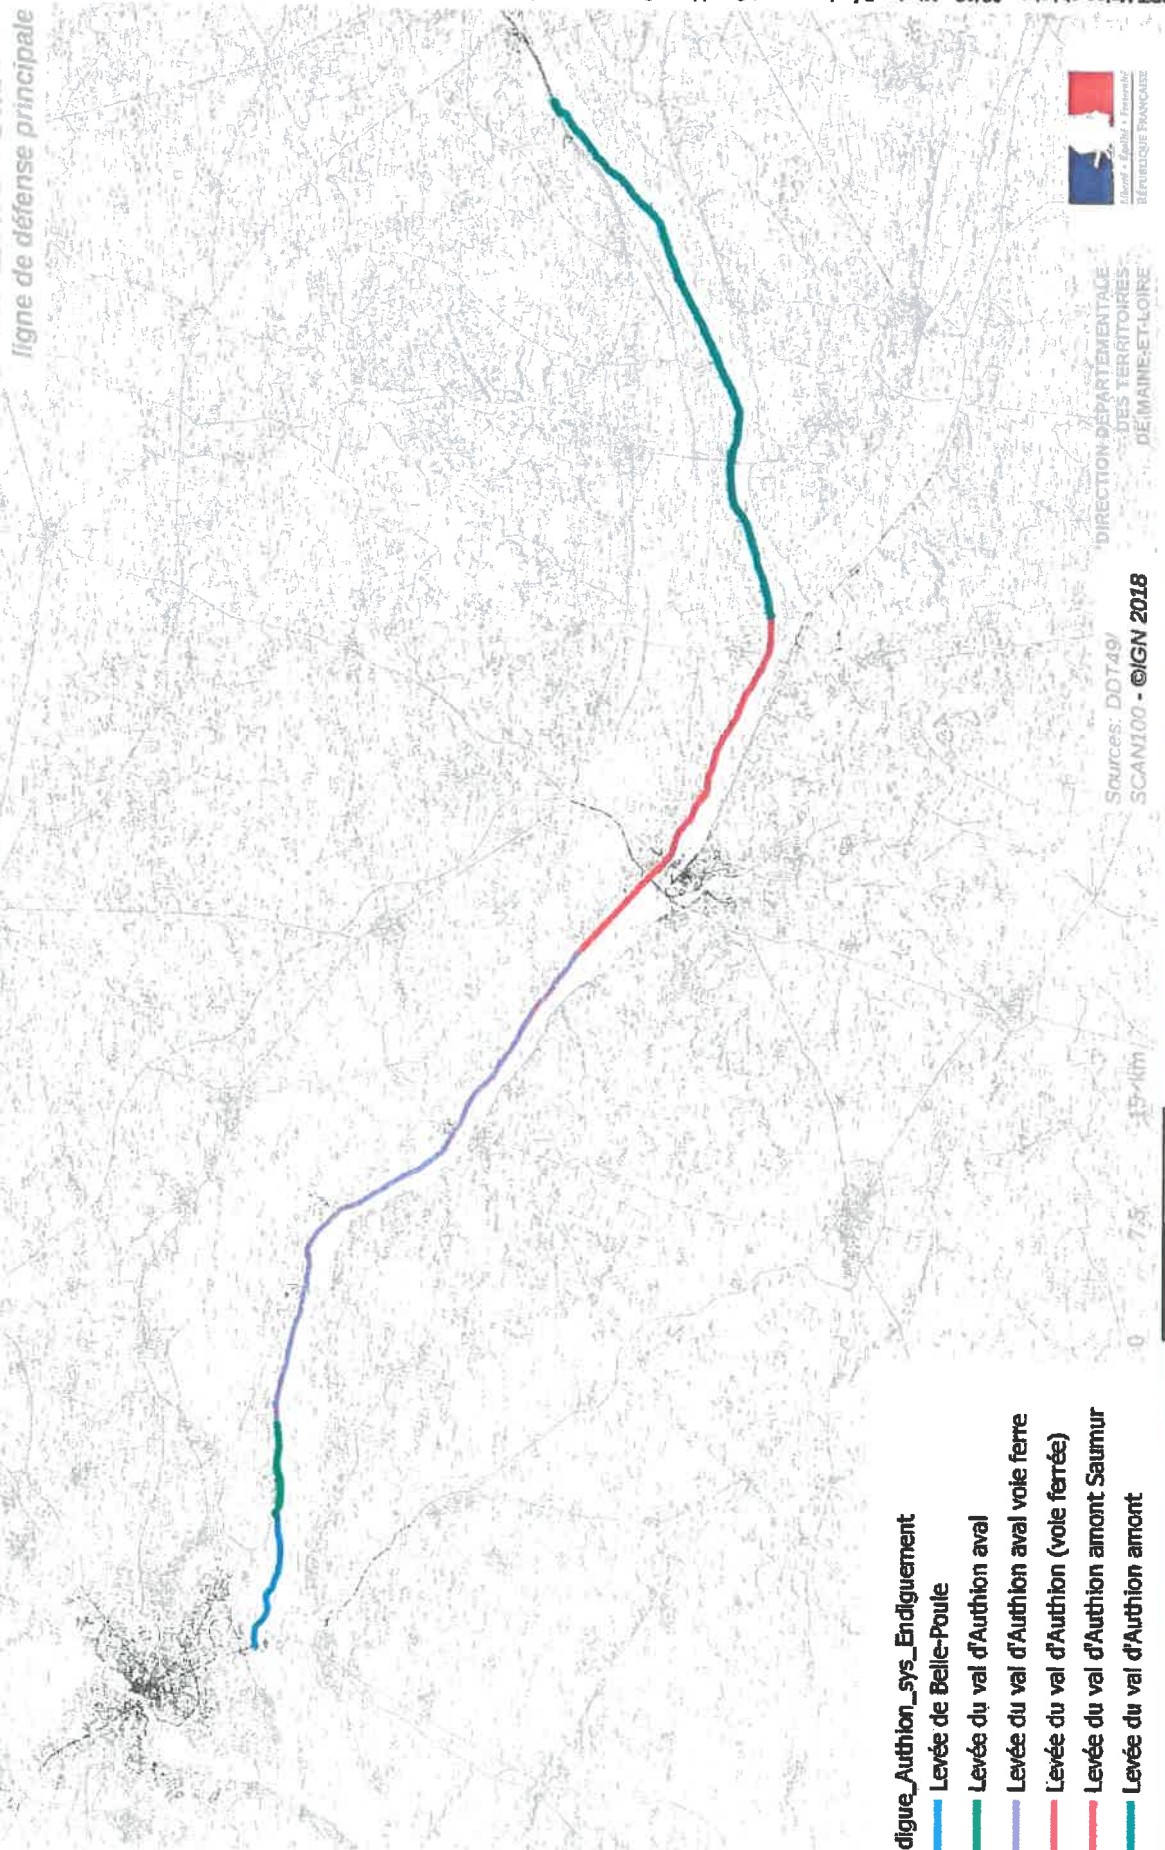 ligne de défense principale
digue_Authion_sys_Endiguement
Levée de Belle-Poule
Levée du val d'Authion aval
Levée du val d'Authion aval voie ferre
Levée du val d'Authion (voie ferrée)
Levée du val d'Authion amont Saumur
Levée du val d'Authion amont
0 7,5 15 km
Sources: DDT49/
SCAN100 - ©IGN 2018
DIRECTION DÉPARTEMENTALE
DES TERRITOIRES
DE MAINE-ET-LOIRE
Liberté • Égalité • Fraternité
RÉPUBLIQUE FRANÇAISE